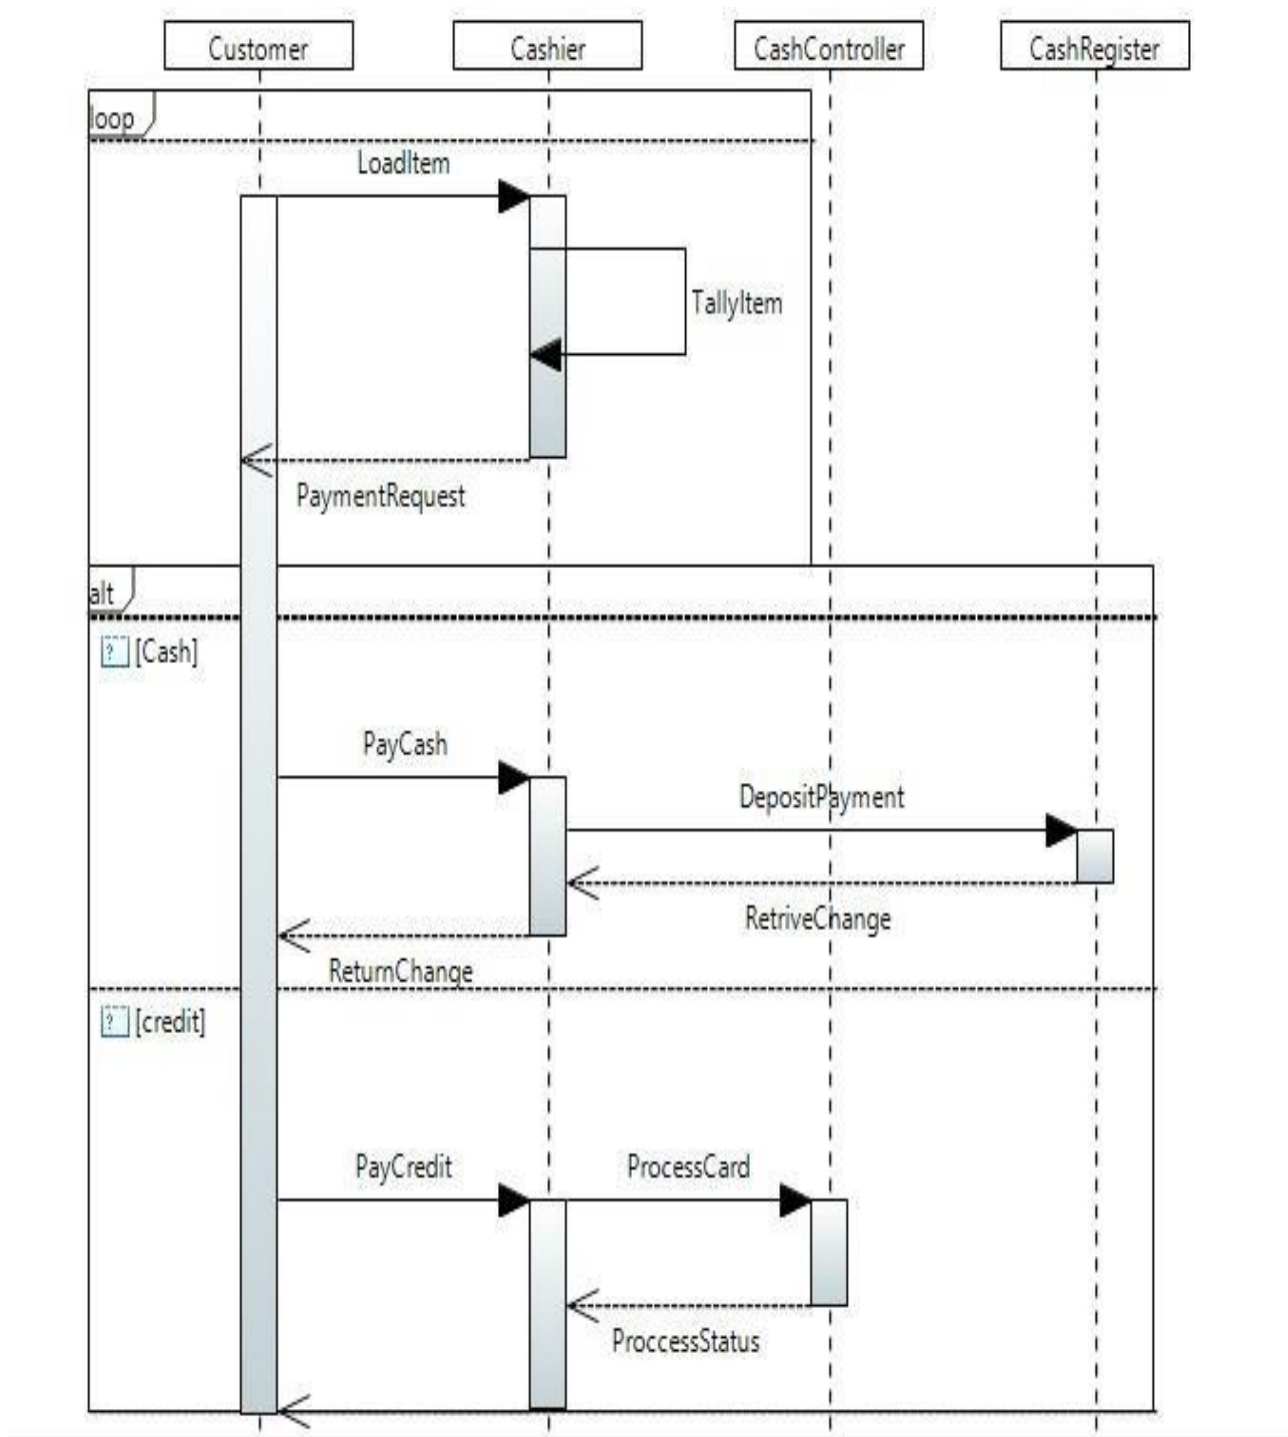 Customer Cashier CashController CashRegister
loop
LoadItem
TallyItem
PaymentRequest
alt
? [Cash]
PayCash
DepositPayment
RetriveChange
ReturnChange
? [credit]
PayCredit ProcessCard
ProccessStatus